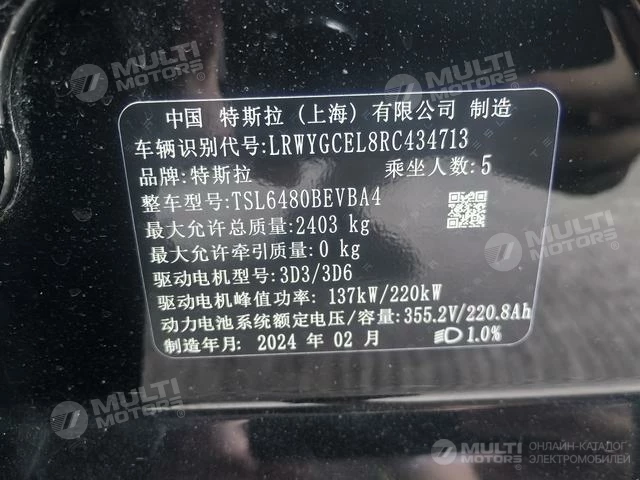 中国 特斯拉 (上海) 有限公司 制造
车辆识别代号: LRWYGCEL8RC434713
品牌: 特斯拉 乘坐人数: 5
整车型号: TSL6480BEVBA4
最大允许总质量: 2403 kg
最大允许牵引质量: 0 kg
驱动电机型号: 3D3/3D6
驱动电机峰值功率: 137kW/220kW
动力电池系统额定电压/容量: 355.2V/220.8Ah
制造年月: 2024 年 02 月 1.0%
MULTI MOTORS
MULTI MOTORS
MULTI MOTORS
MULTI MOTORS
MULTI MOTORS
MULTI MOTORS ОНЛАЙН-КАТАЛОГ ЭЛЕКТРОМОБИЛЕЙ